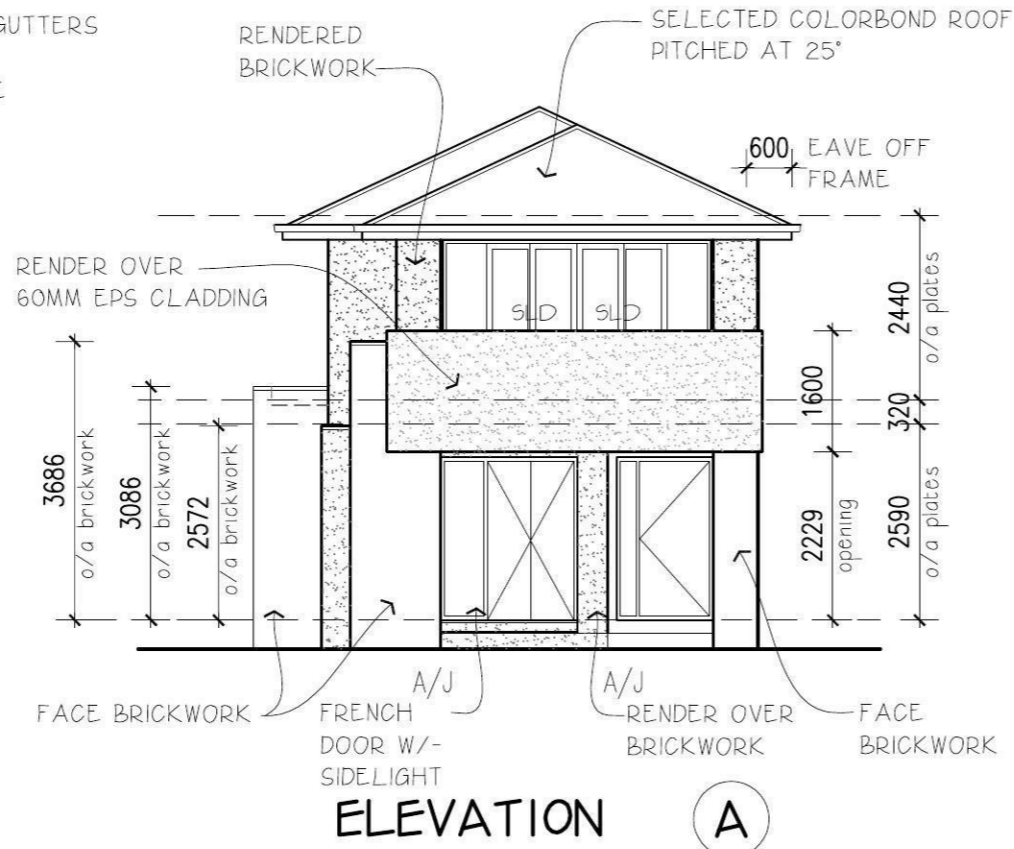 GUTTERS
RENDERED
BRICKWORK
SELECTED COLORBOND ROOF
PITCHED AT 25°
600
EAVE OFF
FRAME
RENDER OVER
60MM EPS CLADDING
SLD
SLD
2440
o/a plates
1600
320
3686
o/a brickwork
3086
o/a brickwork
2572
o/a brickwork
2229
opening
2590
o/a plates
A/J
A/J
FACE BRICKWORK
FRENCH
DOOR W/-
SIDELIGHT
RENDER OVER
BRICKWORK
FACE
BRICKWORK
ELEVATION
A